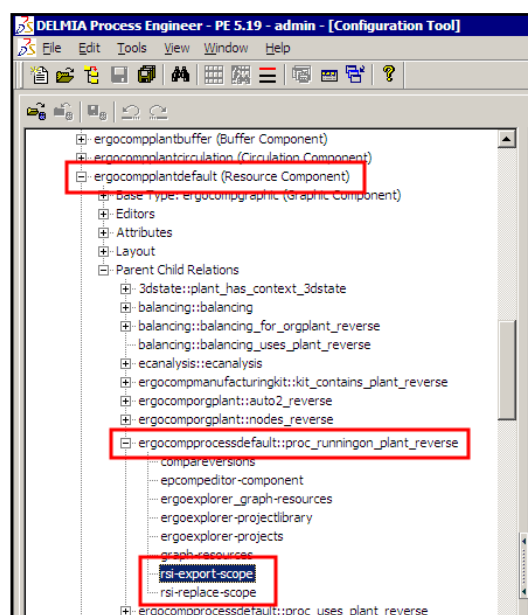 DELMIA Process Engineer - PE 5.19 - admin - [Configuration Tool]
File Edit Tools View Window Help
ergocompplantbuffer (Buffer Component)
ergocompplantcirculation (Circulation Component)
ergocompplantdefault (Resource Component)
Base Type: ergocompgraphic (Graphic Component)
Editors
Attributes
Layout
Parent Child Relations
3dstate::plant_has_context_3dstate
balancing::balancing
balancing::balancing_for_orgplant_reverse
balancing::balancing_uses_plant_reverse
ecanalysis::ecanalysis
ergocompmanufacturingkit::kit_contains_plant_reverse
ergocomporgplant::auto2_reverse
ergocomporgplant::nodes_reverse
ergocompprocessdefault::proc_runningon_plant_reverse
compareversions
epcompeditor-component
ergoexplorer_graph-resources
ergoexplorer-projectlibrary
ergoexplorer-projects
graph-resources
rsi-export-scope
rsi-replace-scope
ergocompprocessdefault::proc_uses_plant_reverse